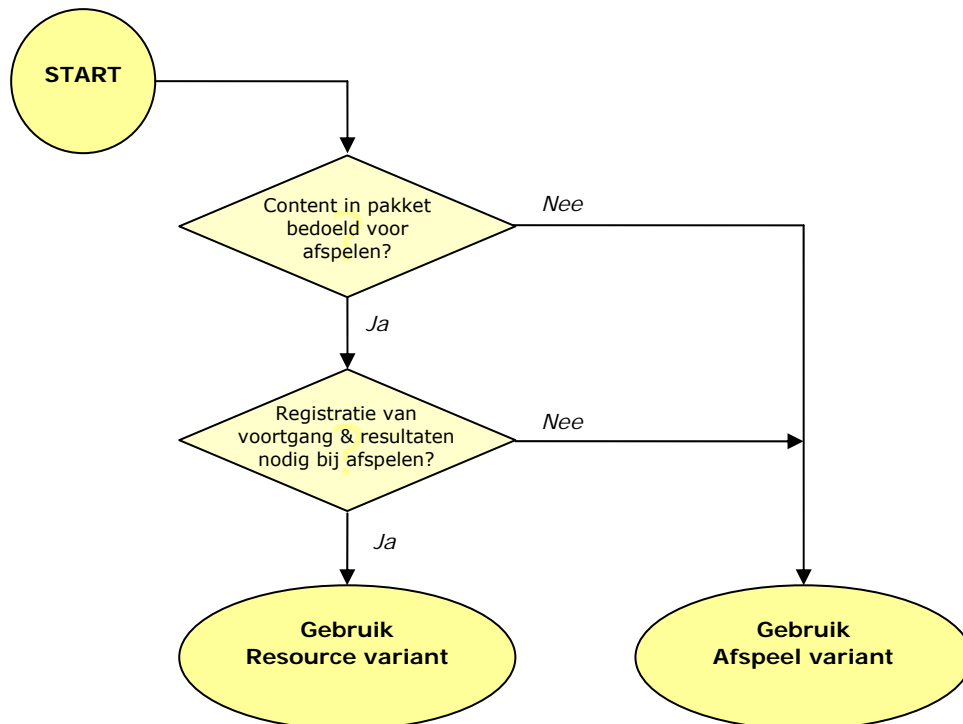 START
Content in pakket
bedoeld voor
afspelen?
?
Nee
Ja
Registratie van
voortgang & resultaten
nodig bij afspelen?
?
Nee
Ja
Gebruik
Resource variant
Gebruik
Afspeel variant